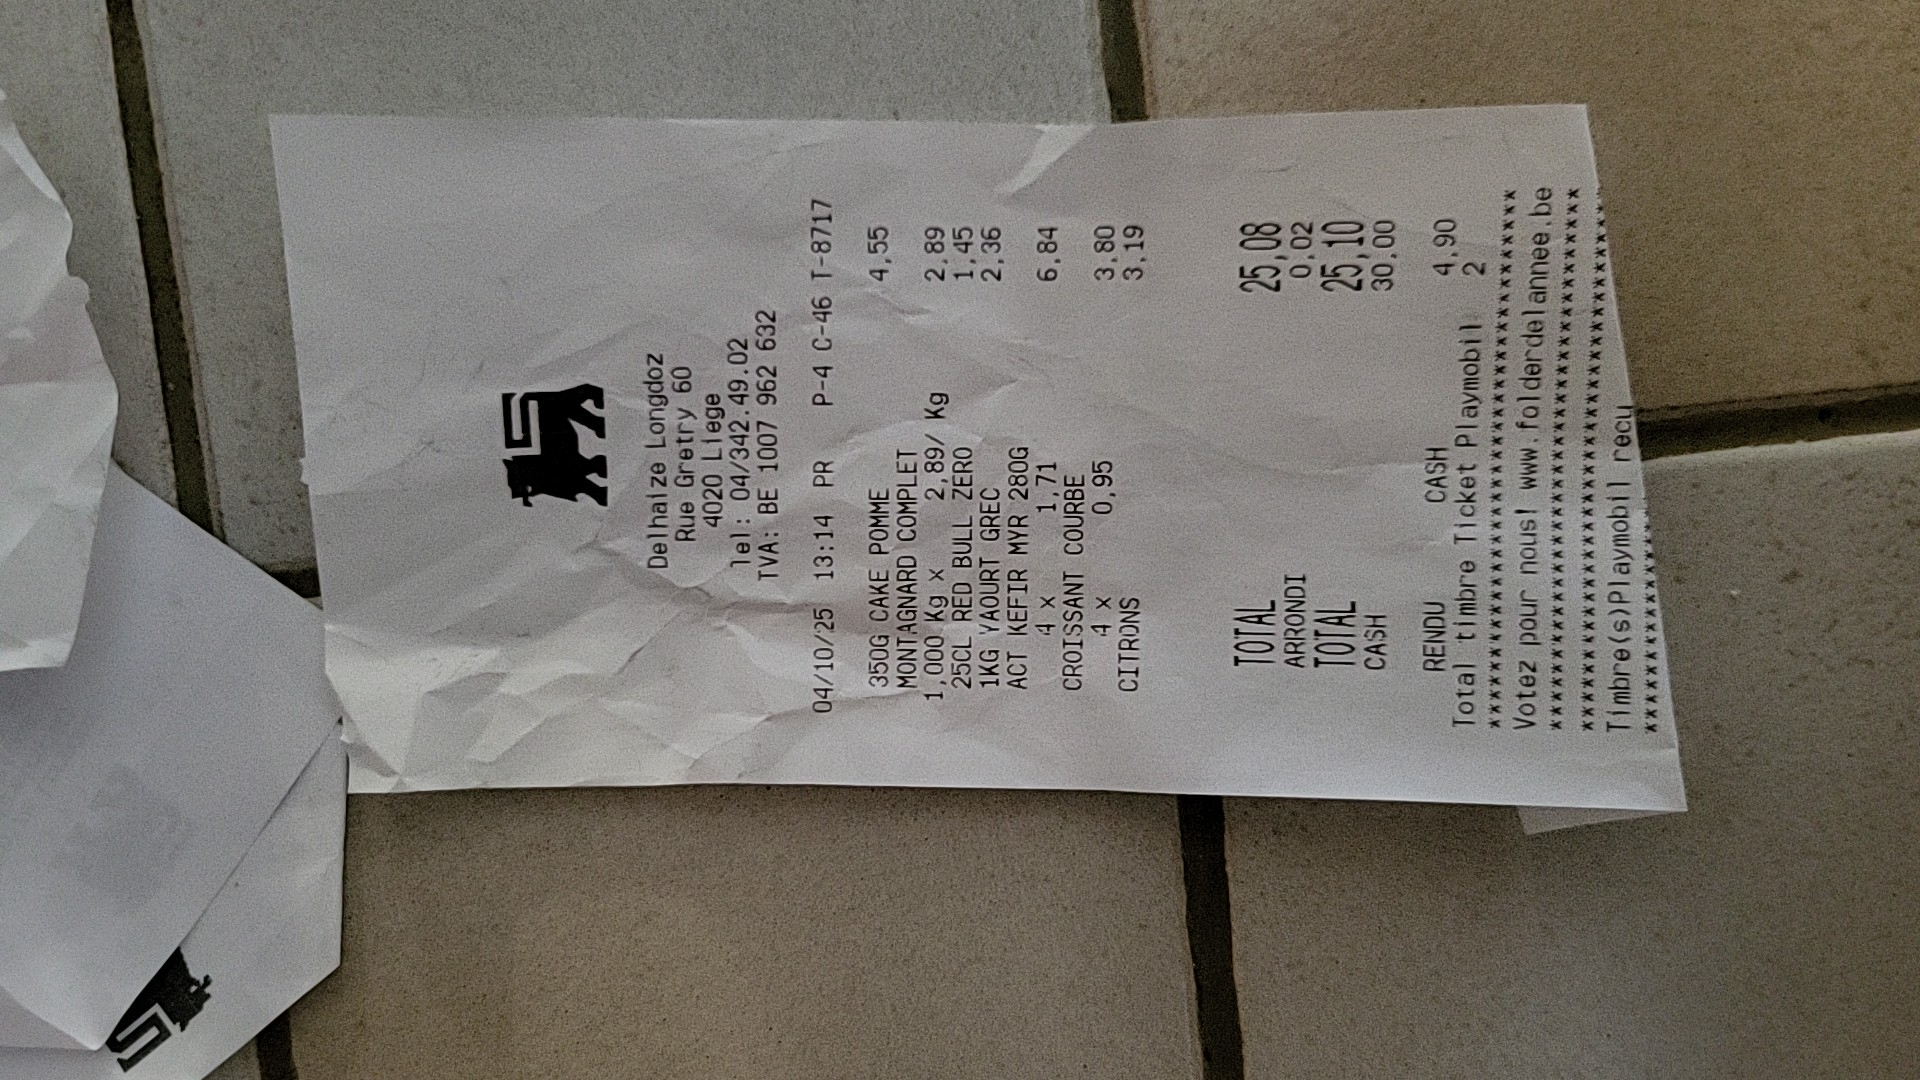 Delhaize Longdoz
Rue Gretry 60
4020 Liege
Tel: 04/342.49.02
TVA: BE 1007 962 632
04/10/25 13:14 PR P-4 C-46 T-8717
350G CAKE POMME 4,55
MONTAGNARD COMPLET
1,000 Kg x 2,89/ Kg 2,89
25CL RED BULL ZERO 1,45
1KG YAOURT GREC 2,36
ACT KEFIR MYR 280G
4 x 1,71 6,84
CROISSANT COURBE
4 x 0,95 3,80
CITRONS 3,19
TOTAL 25,08
ARRONDI 0,02
TOTAL 25,10
CASH 30,00
RENDU CASH 4,90
Total timbre Ticket Playmobil 2
****************************************
Votez pour nous! www.folderdelannee.be
****************************************
****************************************
Timbre(s)Playmobil recu
****************************************